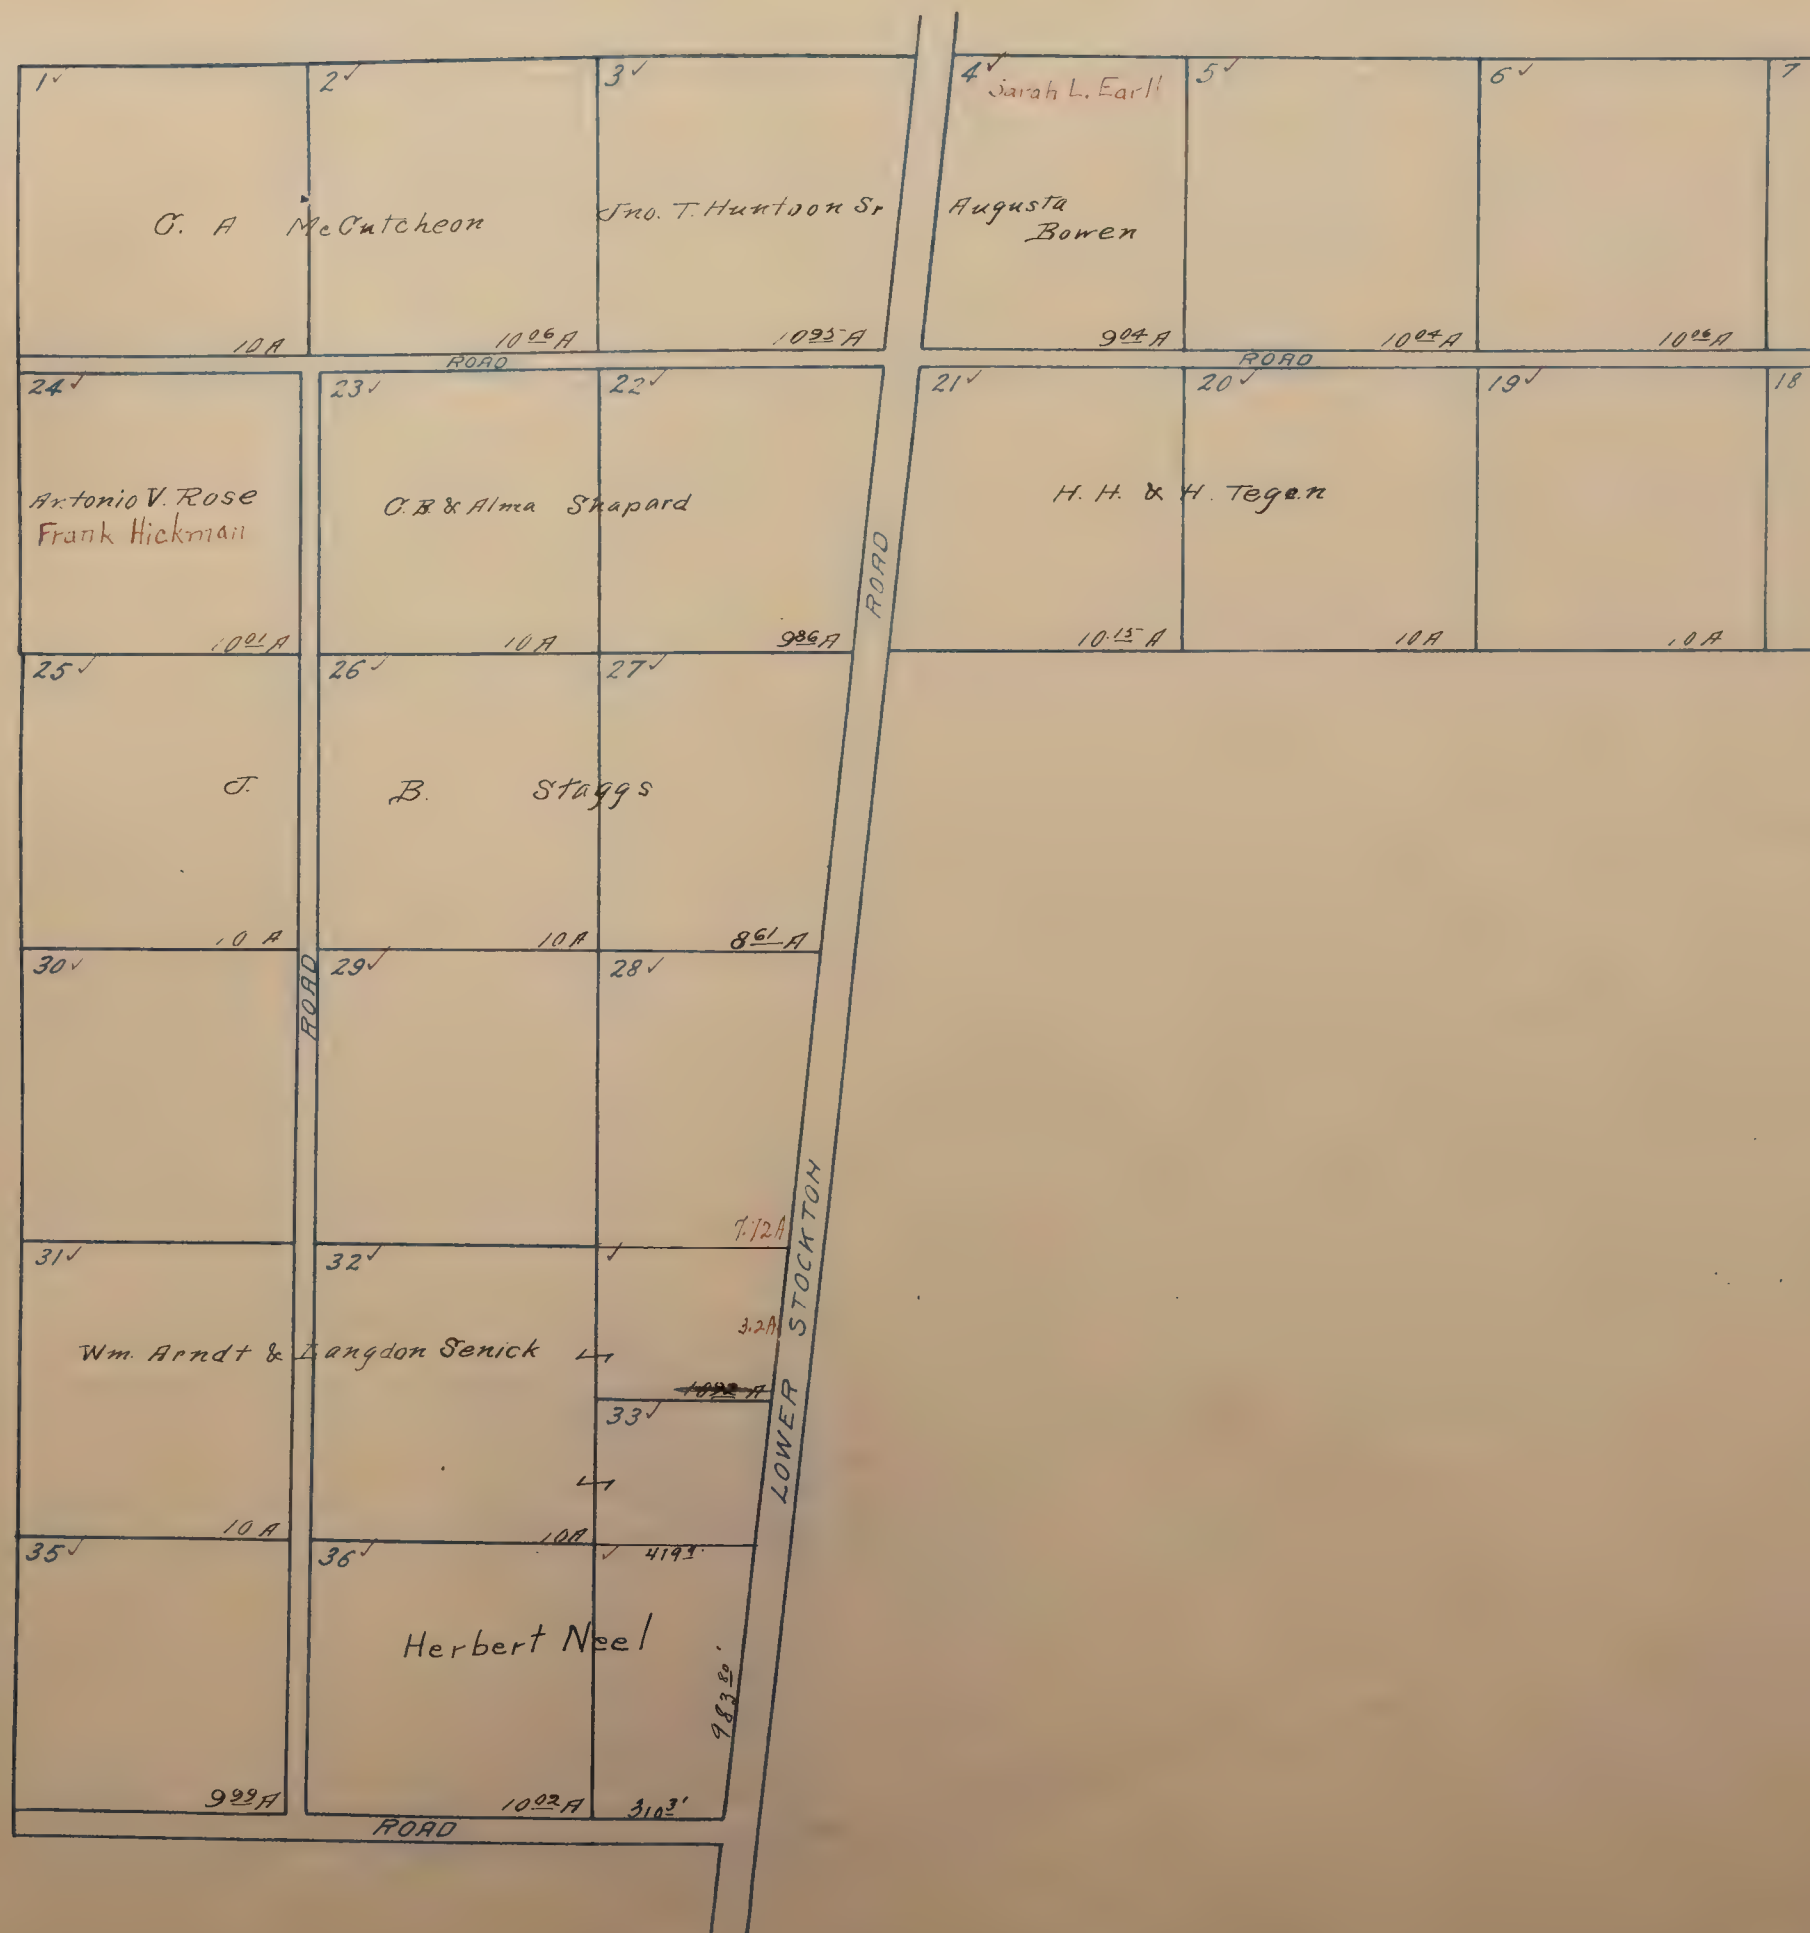 1✓ 2✓ 3✓ 4✓ 5✓ 6✓ 7
Sarah L. Earll
C. A McCutcheon
Jno. T. Huntoon Sr
Augusta
Bowen
10 A 10 06 A 10 95 A 9 04 A 10 04 A 10 06 A
ROAD ROAD
24✓ 23✓ 22✓ 21✓ 20✓ 19✓ 18
Antonio V. Rose
Frank Hickman
C. B. & Alma Shapard
H. H. & H. Tegen
ROAD
10 01 A 10 A 9 86 A 10.15 A 10 A 10 A
25✓ 26✓ 27✓
J. B. Staggs
10 A 10 A 8 61 A
30✓ 29✓ 28✓
ROAD
7.12 A
31✓ 32✓ ✓
3.2 A
Wm. Arndt & Langdon Senick
33✓
LOWER STOCKTON
10 A 10 A
35✓ 36✓ ✓ 419 1'
Herbert Neel
983 80'
9 99 A 10 02 A 310 3'
ROAD